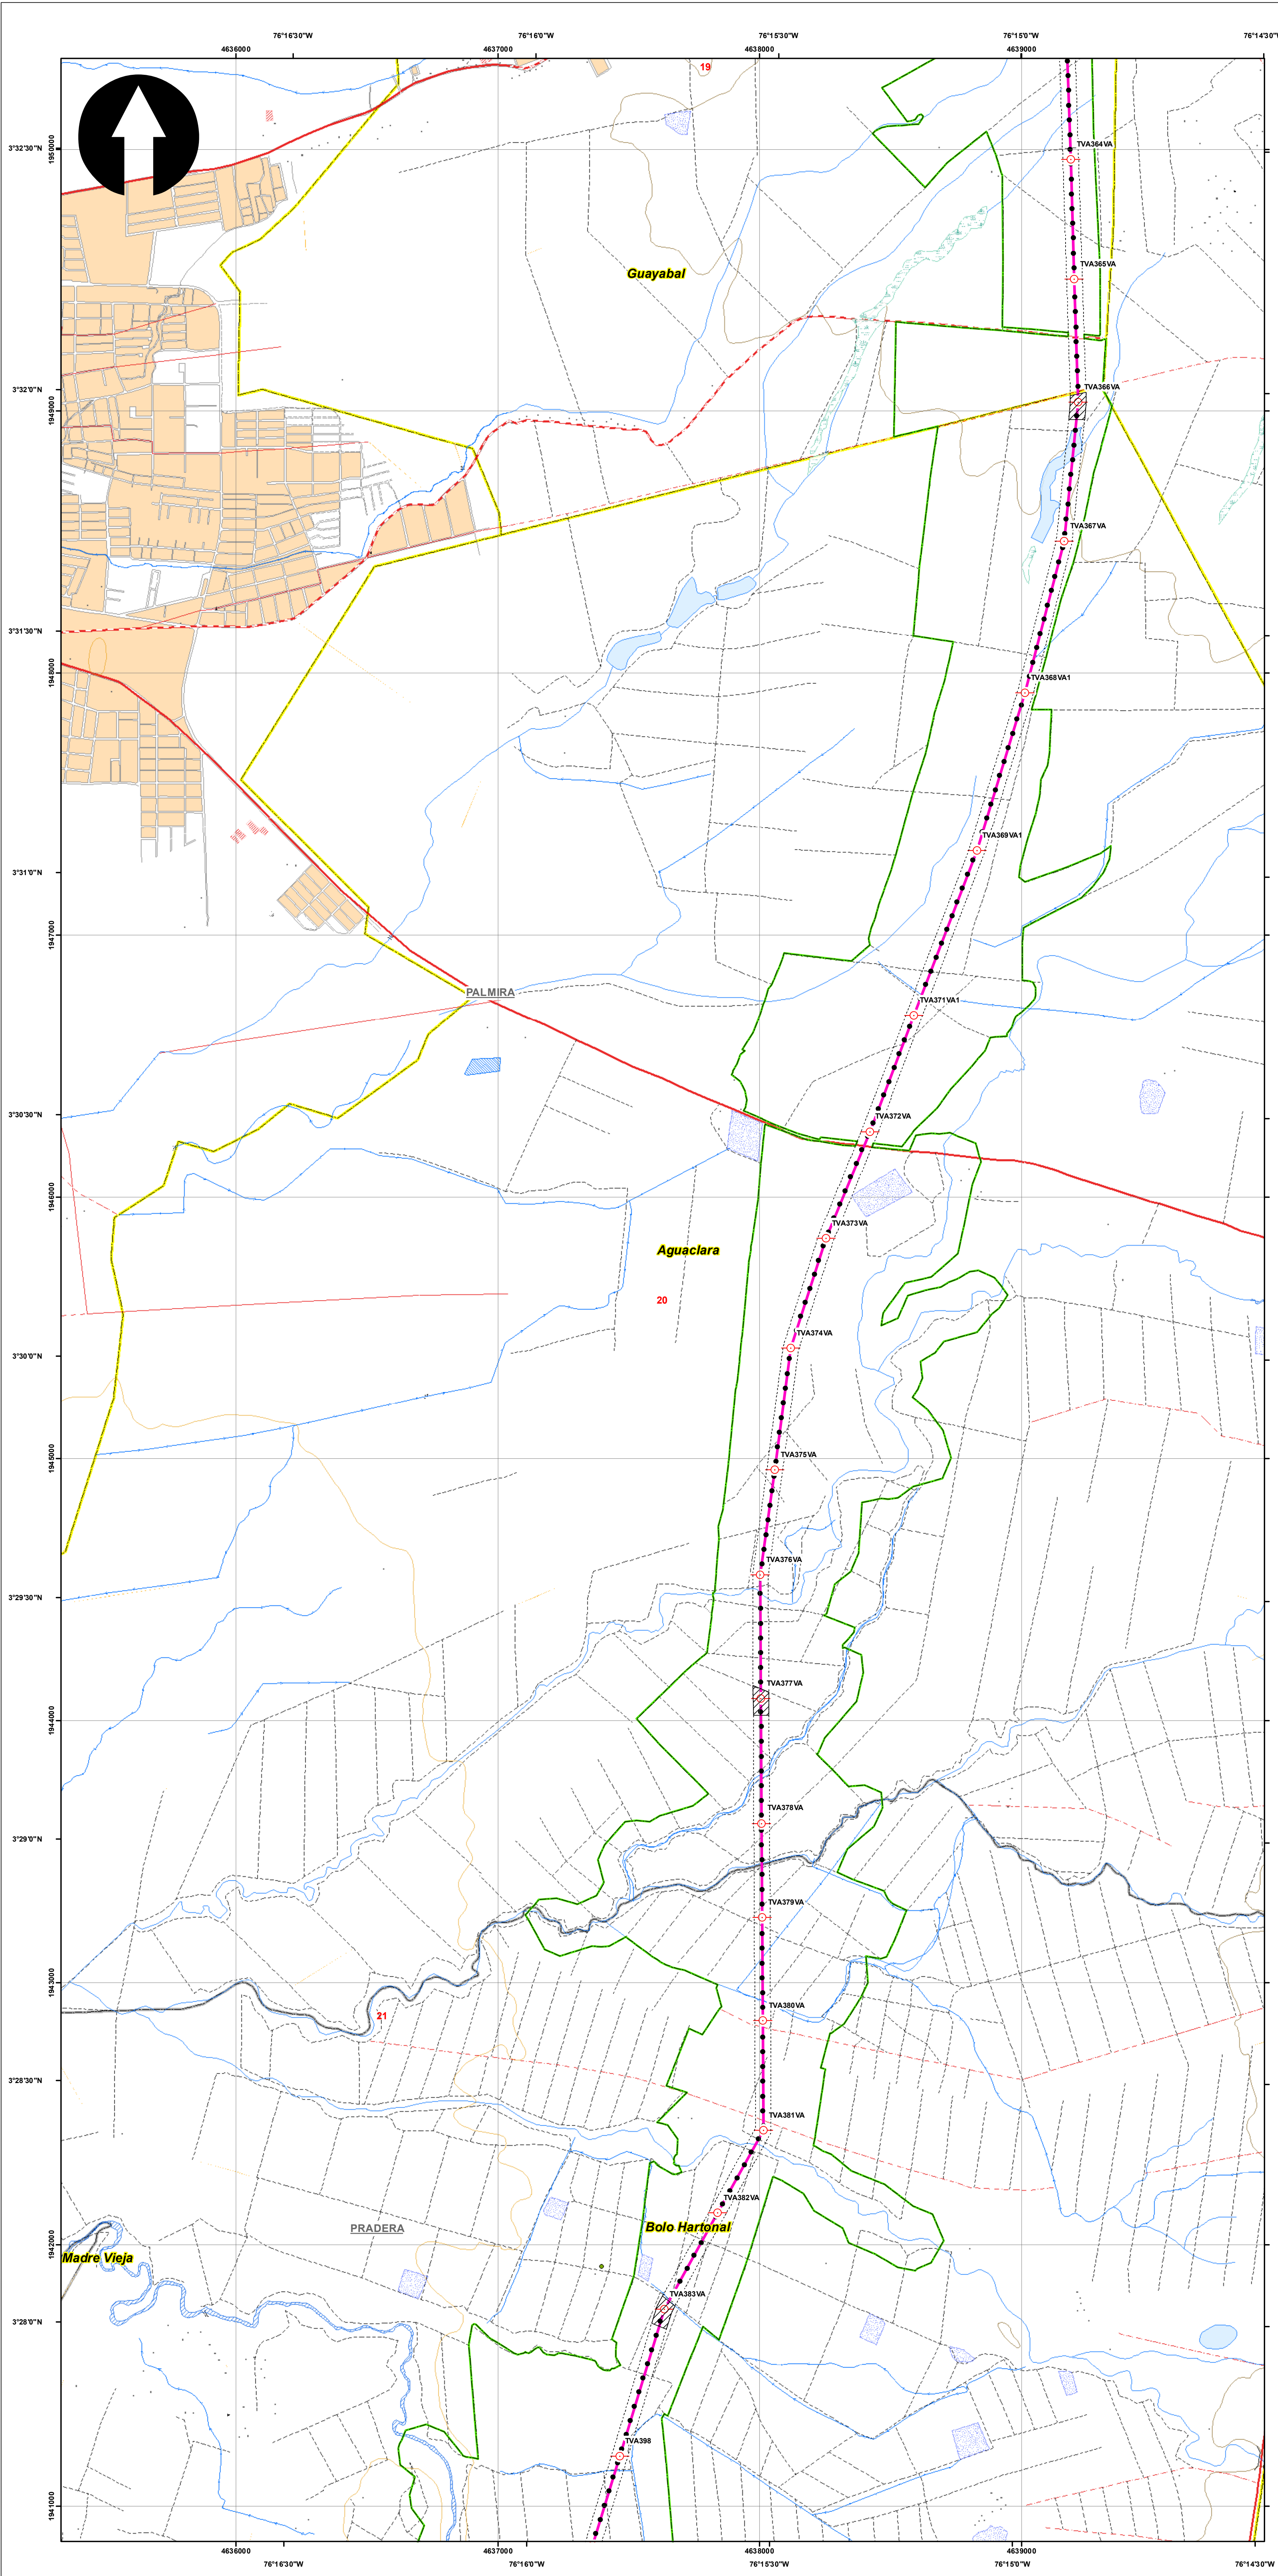 76°16'30"W 76°16'0"W 76°15'30"W 76°15'0"W 76°14'30"W
4636000 4637000 4638000 4639000
19
3°32'30"N
1950000
TVA364VA
TVA365VA
Guayabal
3°32'0"N
1949000
TVA366VA
TVA367VA
3°31'30"N
1948000
TVA368VA1
TVA369VA1
3°31'0"N
1947000
PALMIRA
TVA371VA1
3°30'30"N
TVA372VA
1946000
TVA373VA
Aguaclara
20
TVA374VA
3°30'0"N
1945000
TVA375VA
TVA376VA
3°29'30"N
TVA377VA
1944000
TVA378VA
3°29'0"N
TVA379VA
1943000
TVA380VA
21
3°28'30"N
TVA381VA
TVA382VA
PRADERA
Bolo Hartonal
1942000
Madre Vieja
TVA383VA
3°28'0"N
TVA398
1941000
4636000 4637000 4638000 4639000
76°16'30"W 76°16'0"W 76°15'30"W 76°15'0"W 76°14'30"W